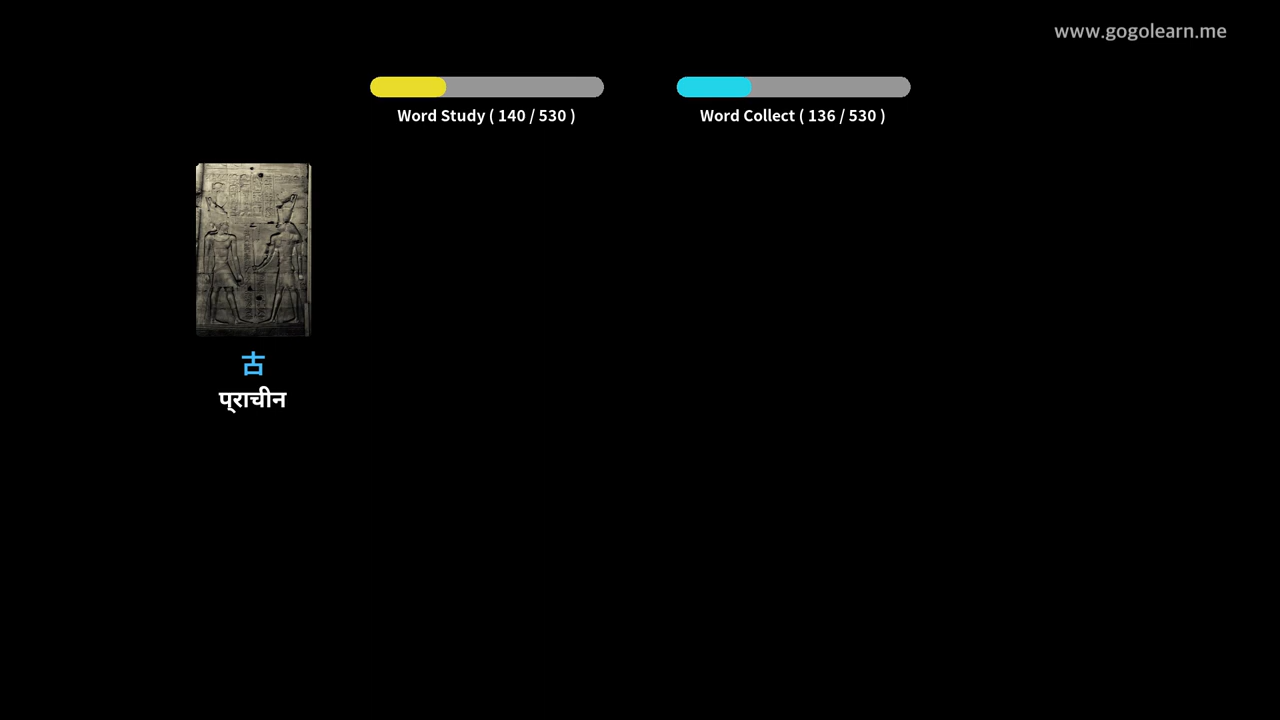 www.gogolearn.me
Word Study ( 140 / 530 )
Word Collect ( 136 / 530 )
古
प्राचीन